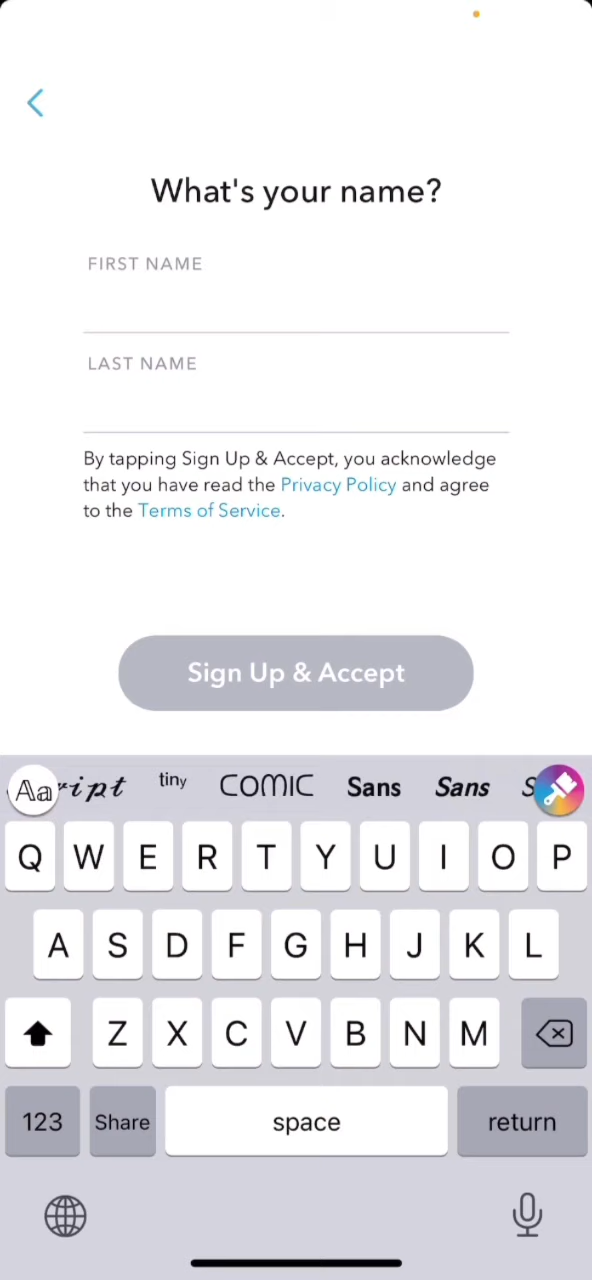 What's your name?
FIRST NAME
LAST NAME
By tapping Sign Up & Accept, you acknowledge
that you have read the Privacy Policy and agree
to the Terms of Service.
Sign Up & Accept
Aa ript tiny COMIC Sans Sans S
Q W E R T Y U I O P
A S D F G H J K L
Z X C V B N M
123 Share space return